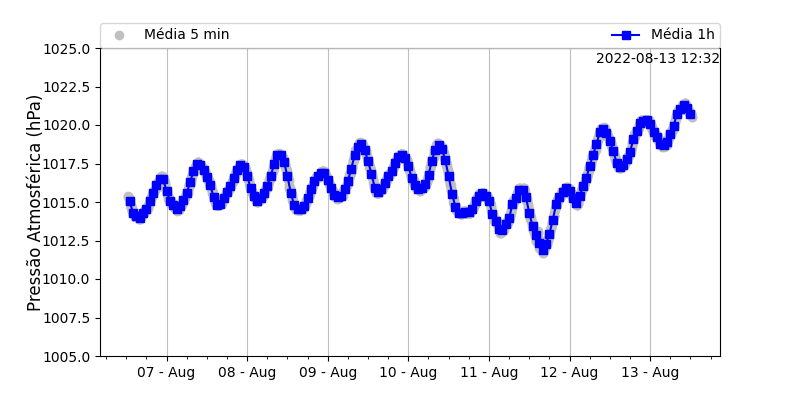 Média 5 min
Média 1h
2022-08-13 12:32
Pressão Atmosférica (hPa)
1025.0
1022.5
1020.0
1017.5
1015.0
1012.5
1010.0
1007.5
1005.0
07 - Aug
08 - Aug
09 - Aug
10 - Aug
11 - Aug
12 - Aug
13 - Aug